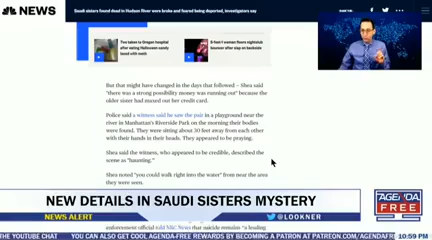 NEWS
Saudi sisters found dead in Hudson River were broke and feared being deported, investigators say
SHARE THIS —
Two taken to Oregon hospital
after eating Halloween candy
laced with meth
5-foot-1 woman flexes nightclub
bouncer after slap on backside
But that might have changed in the days that followed – Shea said
"there was a strong possibility money was running out" because the
older sister had maxed out her credit card.
Police said a witness said he saw the pair in a playground near the
river in Manhattan's Riverside Park on the morning their bodies
were found. They were sitting about 30 feet away from each other
with their hands in their heads. They appeared to be praying.
Shea said the witness, who appeared to be credible, described the
scene as "haunting."
Shea noted "you could walk right into the water" from near the area
they were seen.
NEW DETAILS IN SAUDI SISTERS MYSTERY
NEWS ALERT
@LOOKNER
AGENDA
FREE
enforcement official told NBC News that suicide remains "a leading
YOUTUBE CHAT
YOU CAN ALSO GET COOL AGENDA-FREE REWARDS BY BECOMING A PATRON AT PATREON.COM/AGENDAF
10:59 PM